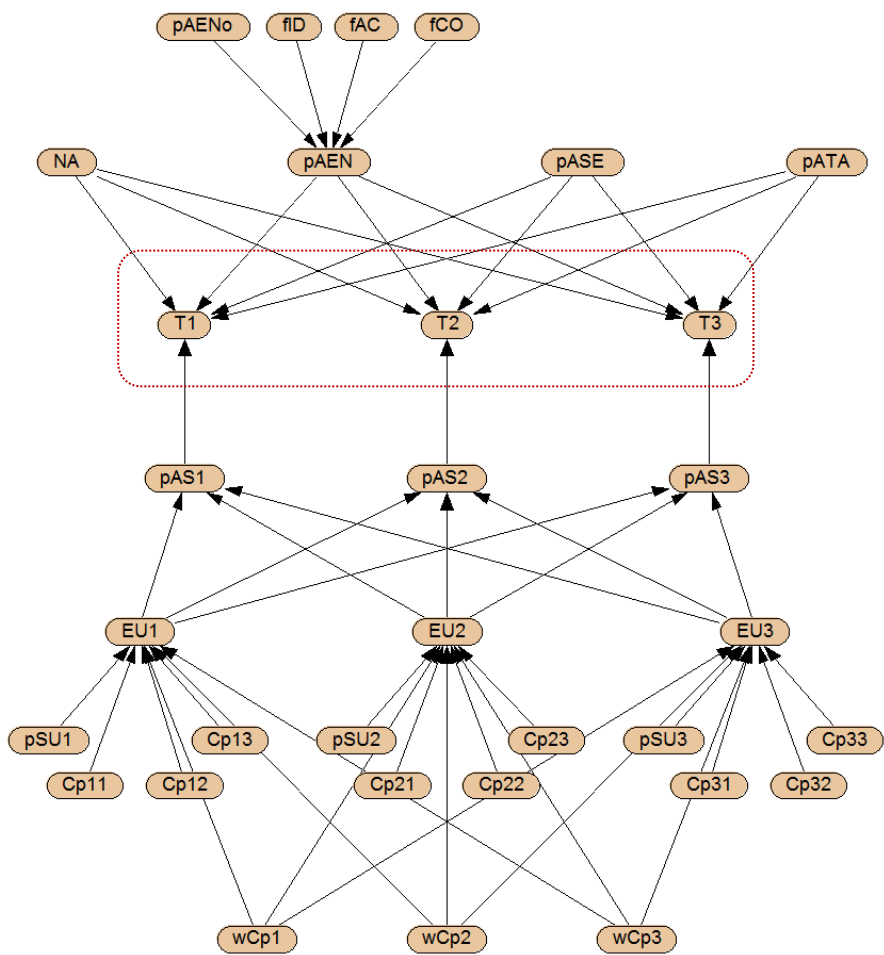 pAENo fID fAC fCO
NA pAEN pASE pATA
T1 T2 T3
pAS1 pAS2 pAS3
EU1 EU2 EU3
pSU1 Cp13 pSU2 Cp23 pSU3 Cp33
Cp11 Cp12 Cp21 Cp22 Cp31 Cp32
wCp1 wCp2 wCp3